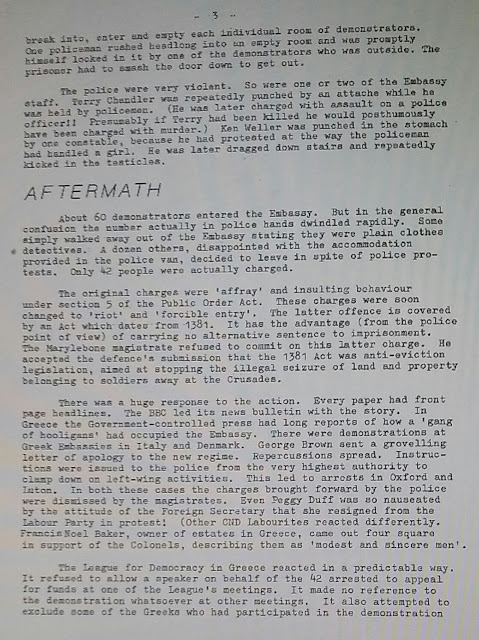 - 3 -
break into, enter and empty each individual room of demonstrators.
One policeman rushed headlong into an empty room and was promptly
himself locked in it by one of the demonstrators who was outside. The
prisoner had to smash the door down to get out.
The police were very violent. So were one or two of the Embassy
staff. Terry Chandler was repeatedly punched by an attache while he
was held by policemen. (He was later charged with assault on a police
officer!! Presumably if Terry had been killed he would posthumously
have been charged with murder.) Ken Weller was punched in the stomach
by one constable, because he had protested at the way the policeman
had handled a girl. He was later dragged down stairs and repeatedly
kicked in the testicles.
AFTERMATH
About 60 demonstrators entered the Embassy. But in the general
confusion the number actually in police hands dwindled rapidly. Some
simply walked away out of the Embassy stating they were plain clothes
detectives. A dozen others, disappointed with the accommodation
provided in the police van, decided to leave in spite of police pro-
tests. Only 42 people were actually charged.
The original charges were 'affray' and insulting behaviour
under section 5 of the Public Order Act. These charges were soon
changed to 'riot' and 'forcible entry'. The latter offence is covered
by an Act which dates from 1381. It has the advantage (from the police
point of view) of carrying no alternative sentence to imprisonment.
The Marylebone magistrate refused to commit on this latter charge. He
accepted the defence's submission that the 1381 Act was anti-eviction
legislation, aimed at stopping the illegal seizure of land and property
belonging to soldiers away at the Crusades.
There was a huge response to the action. Every paper had front
page headlines. The BBC led its news bulletin with the story. In
Greece the Government-controlled press had long reports of how a 'gang
of hooligans' had occupied the Embassy. There were demonstrations at
Greek Embassies in Italy and Denmark. George Brown sent a grovelling
letter of apology to the new regime. Repercussions spread. Instruc-
tions were issued to the police from the very highest authority to
clamp down on left-wing activities. This led to arrests in Oxford and
Luton. In both these cases the charges brought forward by the police
were dismissed by the magistrates. Even Peggy Duff was so nauseated
by the attitude of the Foreign Secretary that she resigned from the
Labour Party in protest! (Other CND Labourites reacted differently.
Francis Noel Baker, owner of estates in Greece, came out four square
in support of the Colonels, describing them as 'modest and sincere men'.
The League for Democracy in Greece reacted in a predictable way.
It refused to allow a speaker on behalf of the 42 arrested to appeal
for funds at one of the League's meetings. It made no reference to
the demonstration whatsoever at other meetings. It also attempted to
exclude some of the Greeks who had participated in the demonstration